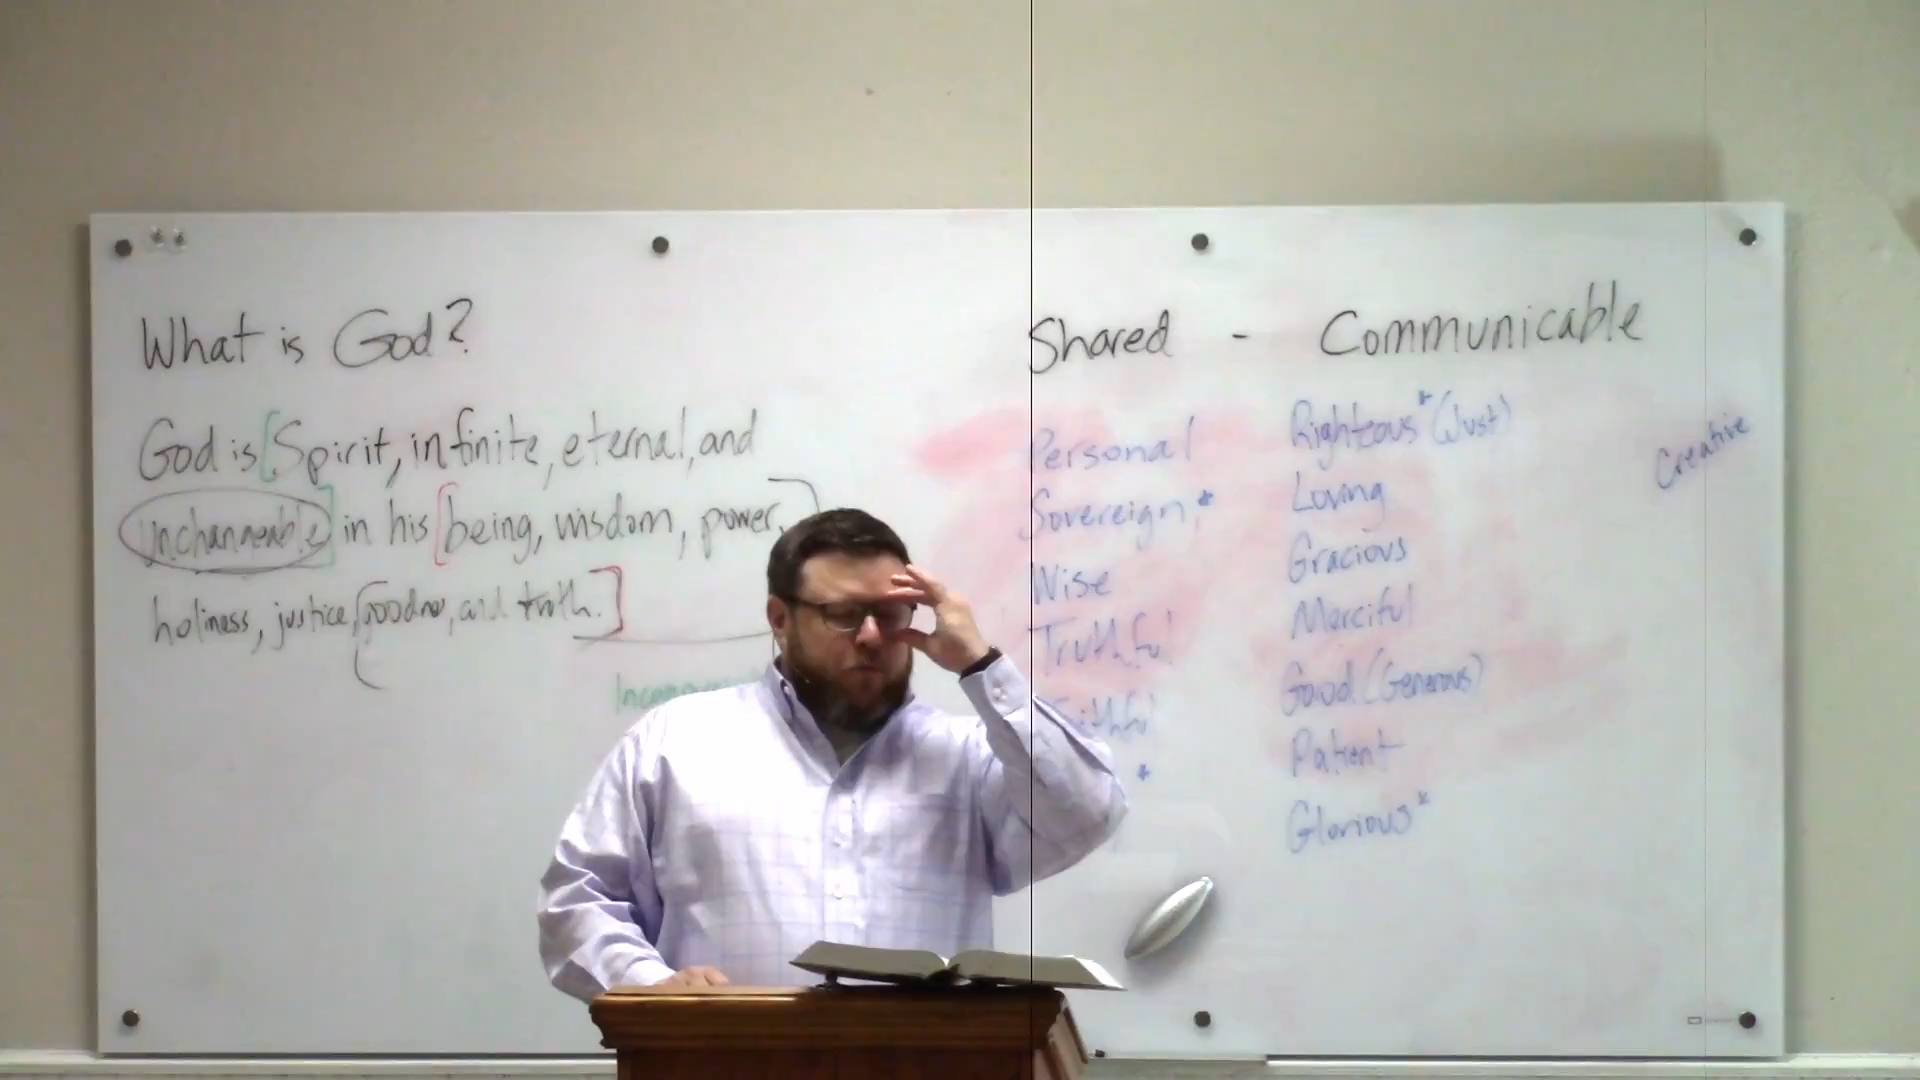 What is God?
God is [Spirit, infinite, eternal, and
unchangeable] in his [being, wisdom, power,
holiness, justice, goodness, and truth.]
Shared - Communicable
Personal
Sovereign*
Wise
Truthful
*
Righteous* (Just)
Loving
Gracious
Merciful
Good (Generous)
Patient
Glorious*
Creative